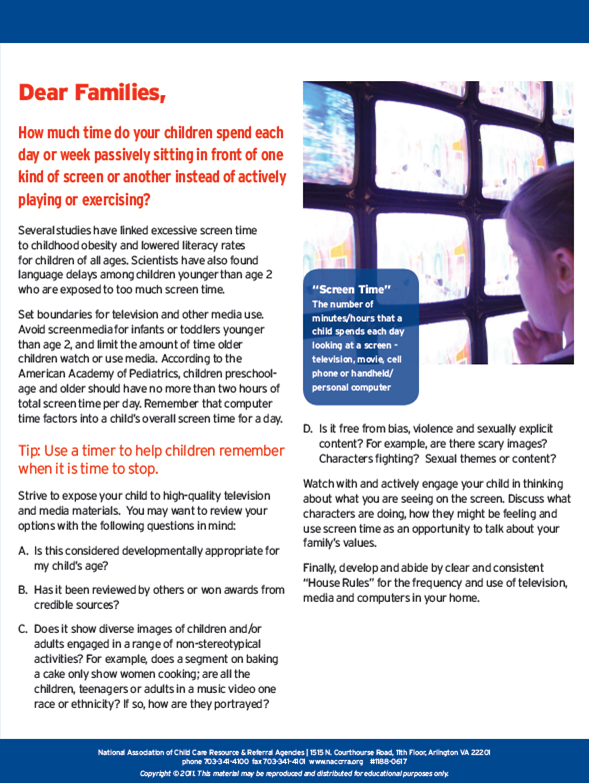 Dear Families,
How much time do your children spend each
day or week passively sitting in front of one
kind of screen or another instead of actively
playing or exercising?
Several studies have linked excessive screen time
to childhood obesity and lowered literacy rates
for children of all ages. Scientists have also found
language delays among children younger than age 2
who are exposed to too much screen time.
Set boundaries for television and other media use.
Avoid screen media for infants or toddlers younger
than age 2, and limit the amount of time older
children watch or use media. According to the
American Academy of Pediatrics, children preschool-
age and older should have no more than two hours of
total screen time per day. Remember that computer
time factors into a child's overall screen time for a day.
Tip: Use a timer to help children remember
when it is time to stop.
Strive to expose your child to high-quality television
and media materials. You may want to review your
options with the following questions in mind:
A. Is this considered developmentally appropriate for
my child's age?
B. Has it been reviewed by others or won awards from
credible sources?
C. Does it show diverse images of children and/or
adults engaged in a range of non-stereotypical
activities? For example, does a segment on baking
a cake only show women cooking; are all the
children, teenagers or adults in a music video one
race or ethnicity? If so, how are they portrayed?
"Screen Time"
The number of
minutes/hours that a
child spends each day
looking at a screen -
television, movie, cell
phone or handheld/
personal computer
D. Is it free from bias, violence and sexually explicit
content? For example, are there scary images?
Characters fighting? Sexual themes or content?
Watch with and actively engage your child in thinking
about what you are seeing on the screen. Discuss what
characters are doing, how they might be feeling and
use screen time as an opportunity to talk about your
family's values.
Finally, develop and abide by clear and consistent
"House Rules" for the frequency and use of television,
media and computers in your home.
National Association of Child Care Resource & Referral Agencies | 1515 N. Courthourse Road, 11th Floor, Arlington VA 22201
phone 703-341-4100 fax 703-341-4101 www.naccrra.org #1188-0617
Copyright © 2011. This material may be reproduced and distributed for educational purposes only.